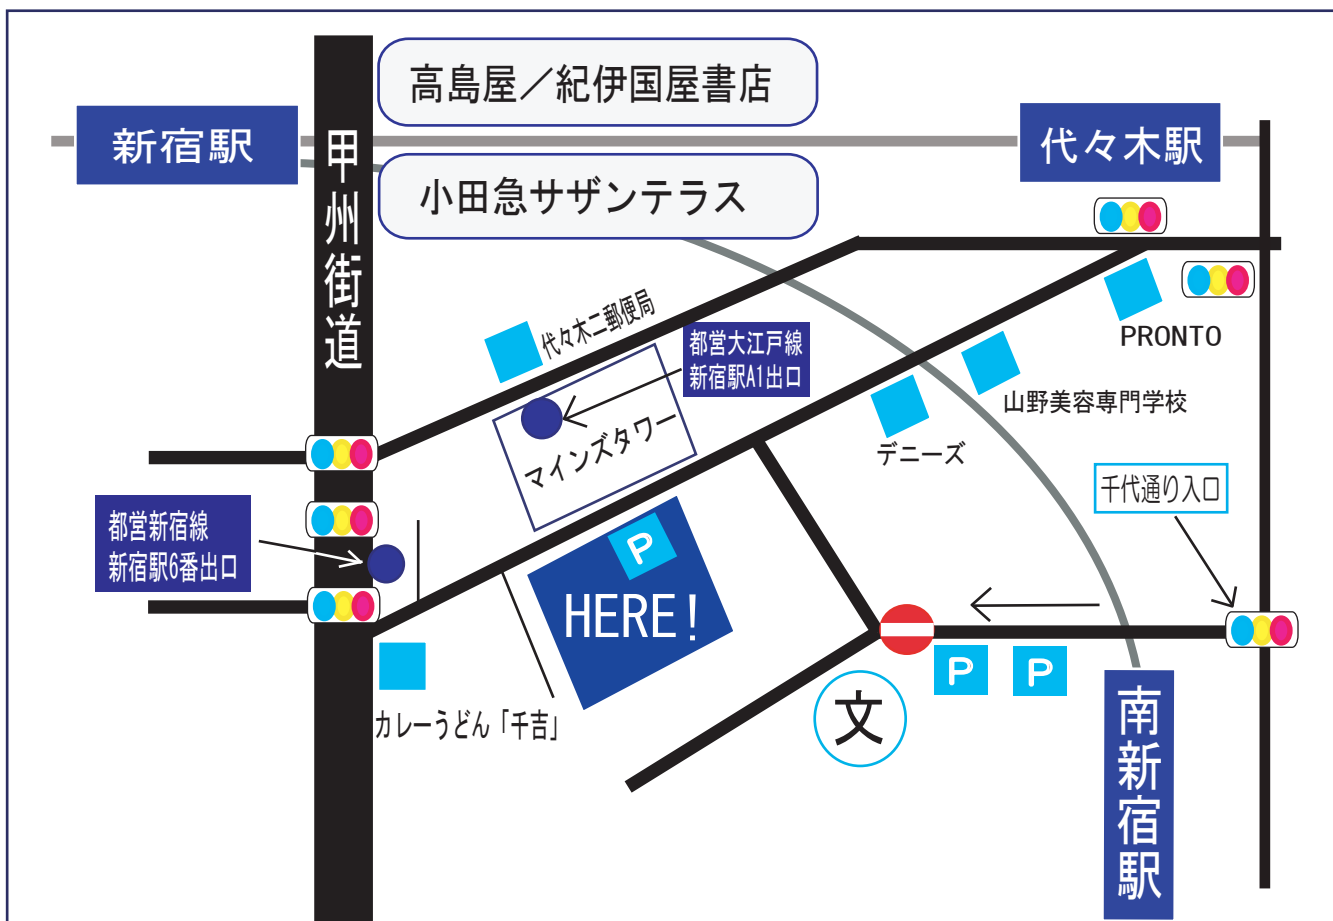 高島屋／紀伊国屋書店
新宿駅
甲州街道
代々木駅
小田急サザンテラス
代々木二郵便局
都営大江戸線
新宿駅A1出口
PRONTO
山野美容専門学校
デニーズ
マインズタワー
千代通り入口
都営新宿線
新宿駅6番出口
P
HERE!
P
P
カレーうどん「千吉」
文
南新宿駅